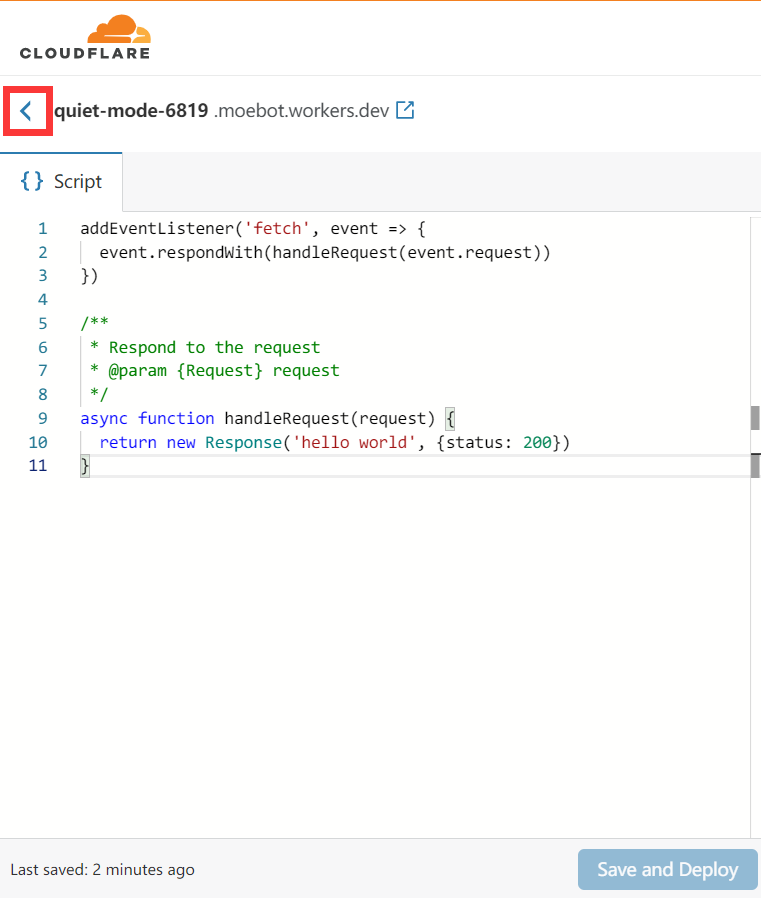 CLOUDFLARE
quiet-mode-6819 .moebot.workers.dev
{} Script
1 addEventListener('fetch', event => {
2   event.respondWith(handleRequest(event.request))
3 })
4
5 /**
6  * Respond to the request
7  * @param {Request} request
8  */
9 async function handleRequest(request) {
10   return new Response('hello world', {status: 200})
11 }
Last saved: 2 minutes ago
Save and Deploy